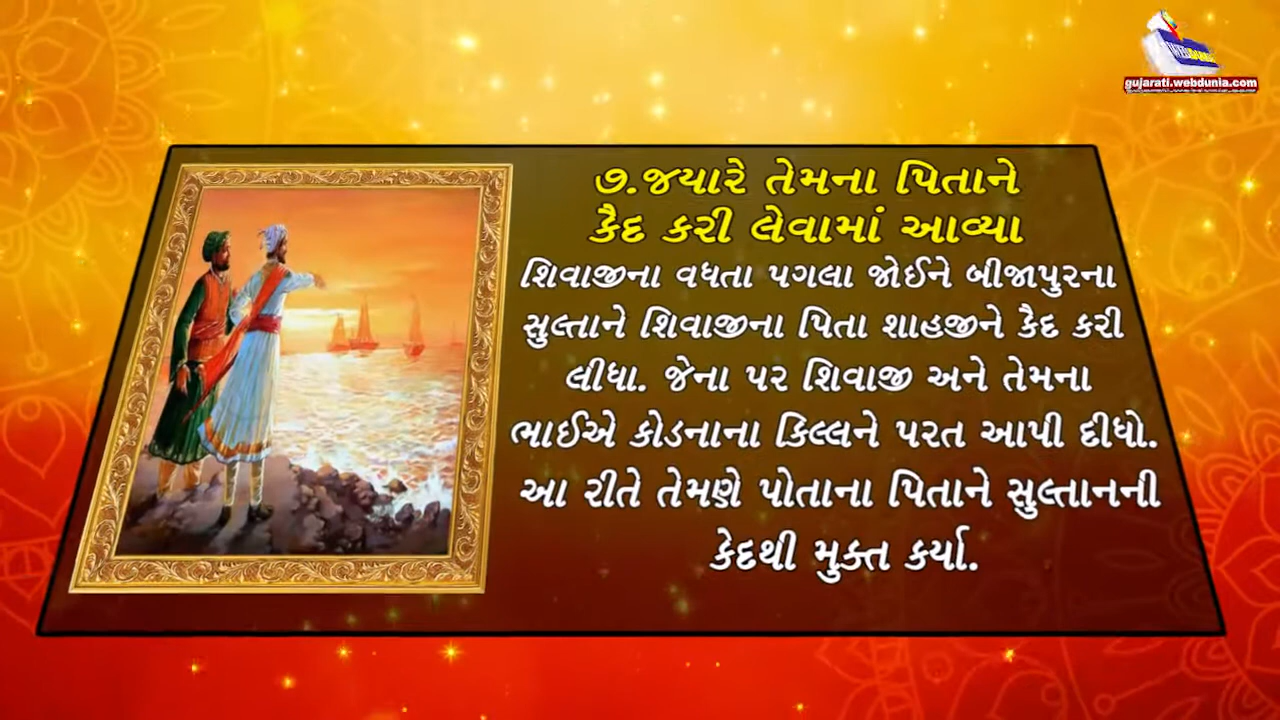 WEBDUNIA
gujarati.webdunia.com
૭.જ્યારે તેમના પિતાને
કૈદ કરી લેવામાં આવ્યા
શિવાજીના વધતા પગલા જોઈને બીજાપુરના
સુલ્તાને શિવાજીના પિતા શાહજીને કૈદ કરી
લીધા. જેના પર શિવાજી અને તેમના
ભાઈએ કોડનાના કિલ્લને પરત આપી દીધો.
આ રીતે તેમણે પોતાના પિતાને સુલ્તાનની
કેદથી મુક્ત કર્યા.